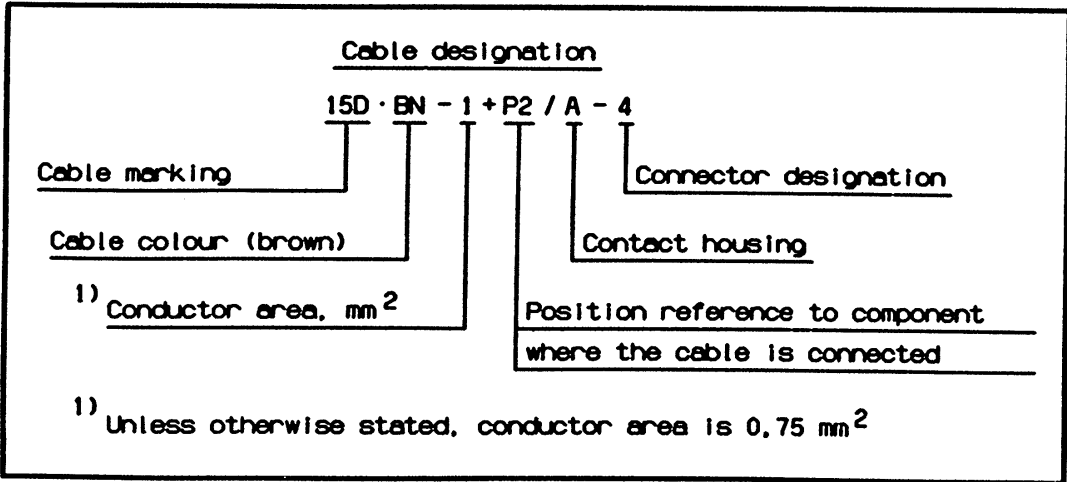 Cable designation
15D · BN - 1 + P2 / A - 4
Cable marking
Connector designation
Cable colour (brown)
Contact housing
1) Conductor area, mm2
Position reference to component
where the cable is connected
1) Unless otherwise stated, conductor area is 0,75 mm2